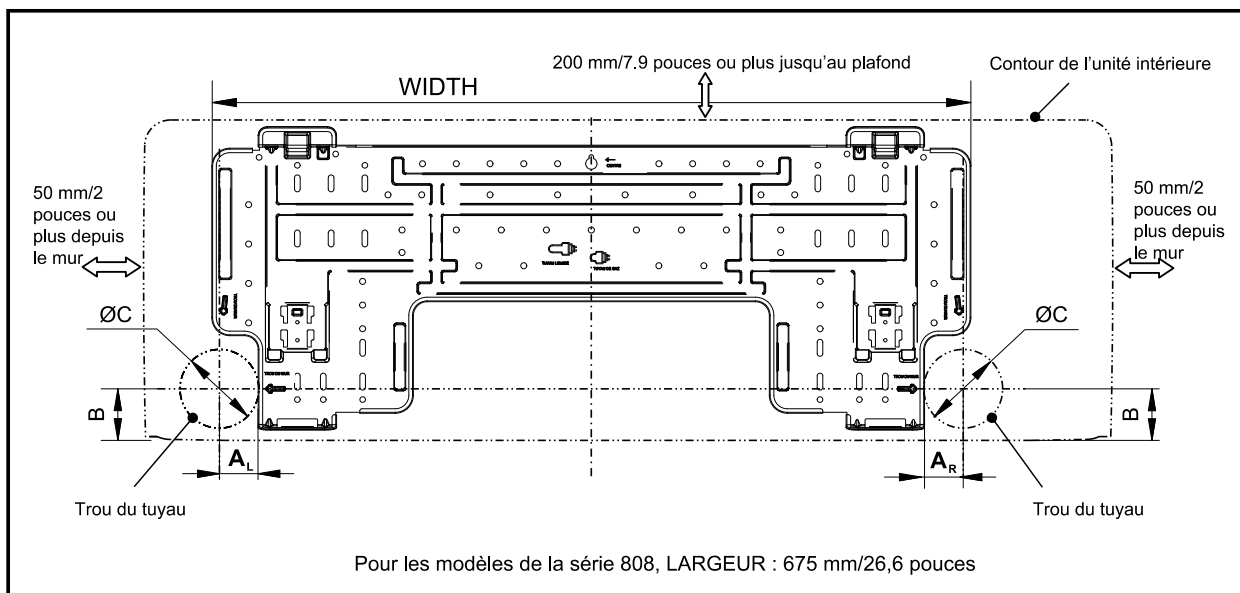 200 mm/7.9 pouces ou plus jusqu'au plafond
Contour de l'unité intérieure
WIDTH
50 mm/2
pouces ou
plus depuis
le mur
50 mm/2
pouces ou
plus depuis
le mur
CENTRE
ØC
ØC
B
B
A L
A R
Trou du tuyau
Trou du tuyau
Pour les modèles de la série 808, LARGEUR : 675 mm/26,6 pouces